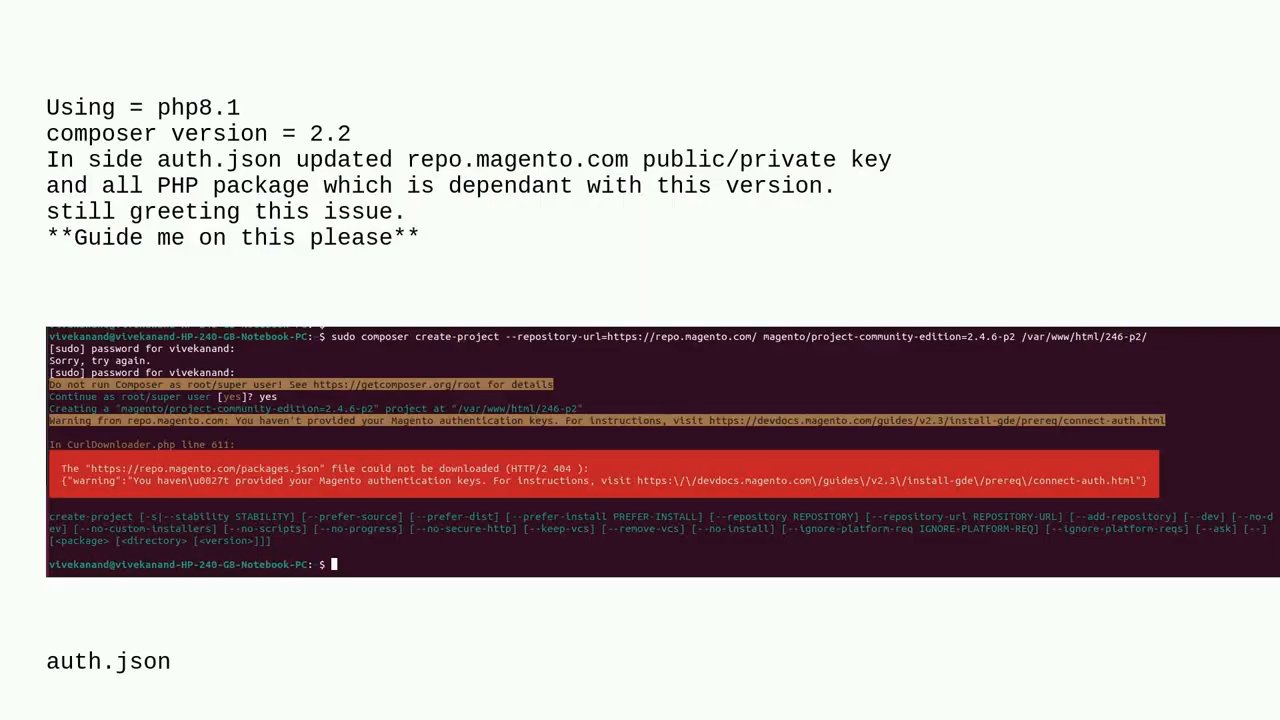 Using = php8.1
composer version = 2.2
In side auth.json updated repo.magento.com public/private key
and all PHP package which is dependant with this version.
still greeting this issue.
**Guide me on this please**
vivekanand@vivekanand-HP-240-G8-Notebook-PC: $ sudo composer create-project --repository-url=https://repo.magento.com/ magento/project-community-edition=2.4.6-p2 /var/www/html/246-p2/
[sudo] password for vivekanand:
Sorry, try again.
[sudo] password for vivekanand:
Do not run Composer as root/super user! See https://getcomposer.org/root for details
Continue as root/super user [yes]? yes
Creating a "magento/project-community-edition=2.4.6-p2" project at "/var/www/html/246-p2"
Warning from repo.magento.com: You haven't provided your Magento authentication keys. For instructions, visit https://devdocs.magento.com/guides/v2.3/install-gde/prereq/connect-auth.html
In CurlDownloader.php line 611:
The "https://repo.magento.com/packages.json" file could not be downloaded (HTTP/2 404 ):
{"warning":"You haven\u0027t provided your Magento authentication keys. For instructions, visit https:\/\/devdocs.magento.com\/guides\/v2.3\/install-gde\/prereq\/connect-auth.html"}
create-project [-s|--stability STABILITY] [--prefer-source] [--prefer-dist] [--prefer-install PREFER-INSTALL] [--repository REPOSITORY] [--repository-url REPOSITORY-URL] [--add-repository] [--dev] [--no-d
ev] [--no-custom-installers] [--no-scripts] [--no-progress] [--no-secure-http] [--keep-vcs] [--remove-vcs] [--no-install] [--ignore-platform-req IGNORE-PLATFORM-REQ] [--ignore-platform-reqs] [--ask] [--]
[<package> [<directory> [<version>]]]
vivekanand@vivekanand-HP-240-G8-Notebook-PC: $
auth.json